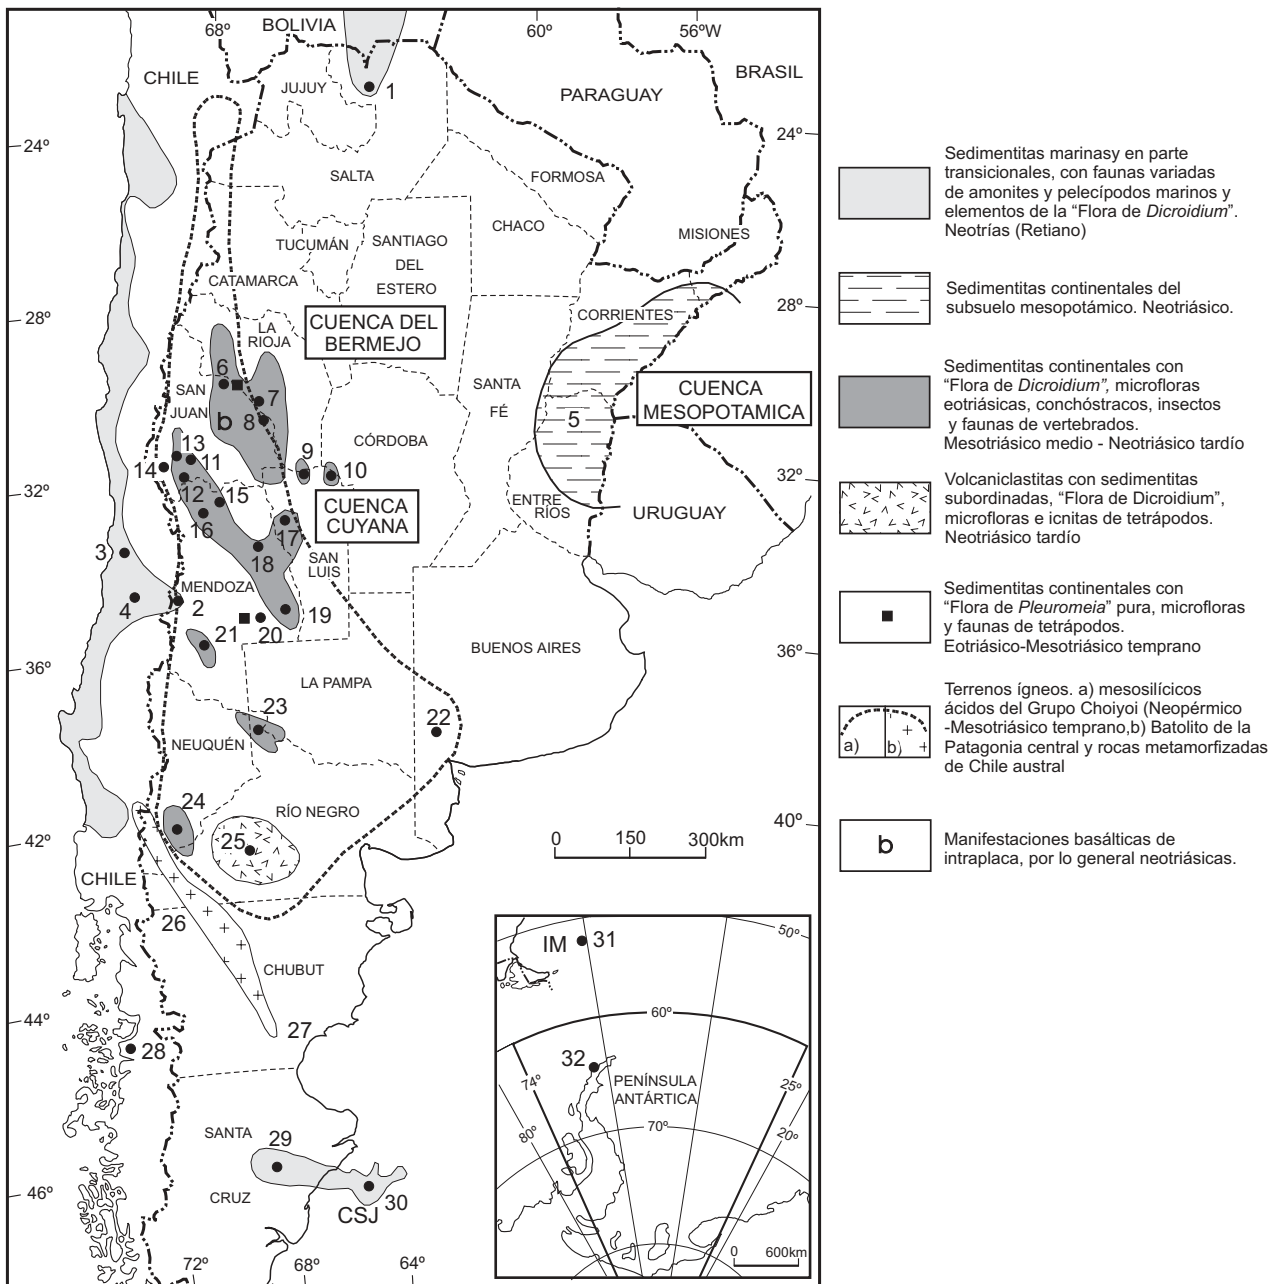 68º
60º
56ºW
BOLIVIA
CHILE
JUJUY
1
PARAGUAY
BRASIL
24º
24º
SALTA
FORMOSA
CHACO
MISIONES
TUCUMÁN
SANTIAGO
DEL
ESTERO
CATAMARCA
28º
28º
CUENCA DEL
BERMEJO
LA
RIOJA
CORRIENTES
6
7
SAN
JUAN
b
8
SANTA
FÉ
CUENCA
MESOPOTAMICA
5
CÓRDOBA
13
14
11
9
10
32º
32º
12
15
CUENCA
CUYANA
ENTRE
RÍOS
URUGUAY
16
17
3
18
SAN
LUIS
MENDOZA
4
2
19
21
20
BUENOS AIRES
36º
36º
LA PAMPA
23
22
NEUQUÉN
24
RÍO NEGRO
40º
25
42º
0
150
300km
CHILE
26
CHUBUT
44º
27
28
SANTA
29
CRUZ
46º
CSJ
30
72º
68º
64º
IM
31
50º
60º
32
PENÍNSULA
ANTÁRTICA
74º
25º
70º
80º
20º
0
600km
Sedimentitas marinasy en parte
transicionales, con faunas variadas
de amonites y pelecípodos marinos y
elementos de la “Flora de Dicroidium”.
Neotrías (Retiano)
Sedimentitas continentales del
subsuelo mesopotámico. Neotriásico.
Sedimentitas continentales con
“Flora de Dicroidium”, microfloras
eotriásicas, conchóstracos, insectos
y faunas de vertebrados.
Mesotriásico medio - Neotriásico tardío
Volcaniclastitas con sedimentitas
subordinadas, “Flora de Dicroidium”,
microfloras e icnitas de tetrápodos.
Neotriásico tardío
Sedimentitas continentales con
“Flora de Pleuromeia” pura, microfloras
y faunas de tetrápodos.
Eotriásico-Mesotriásico temprano
a)
b)
Terrenos ígneos. a) mesosilícicos
ácidos del Grupo Choiyoi (Neopérmico
-Mesotriásico temprano,b) Batolito de la
Patagonia central y rocas metamorfizadas
de Chile austral
b
Manifestaciones basálticas de
intraplaca, por lo general neotriásicas.